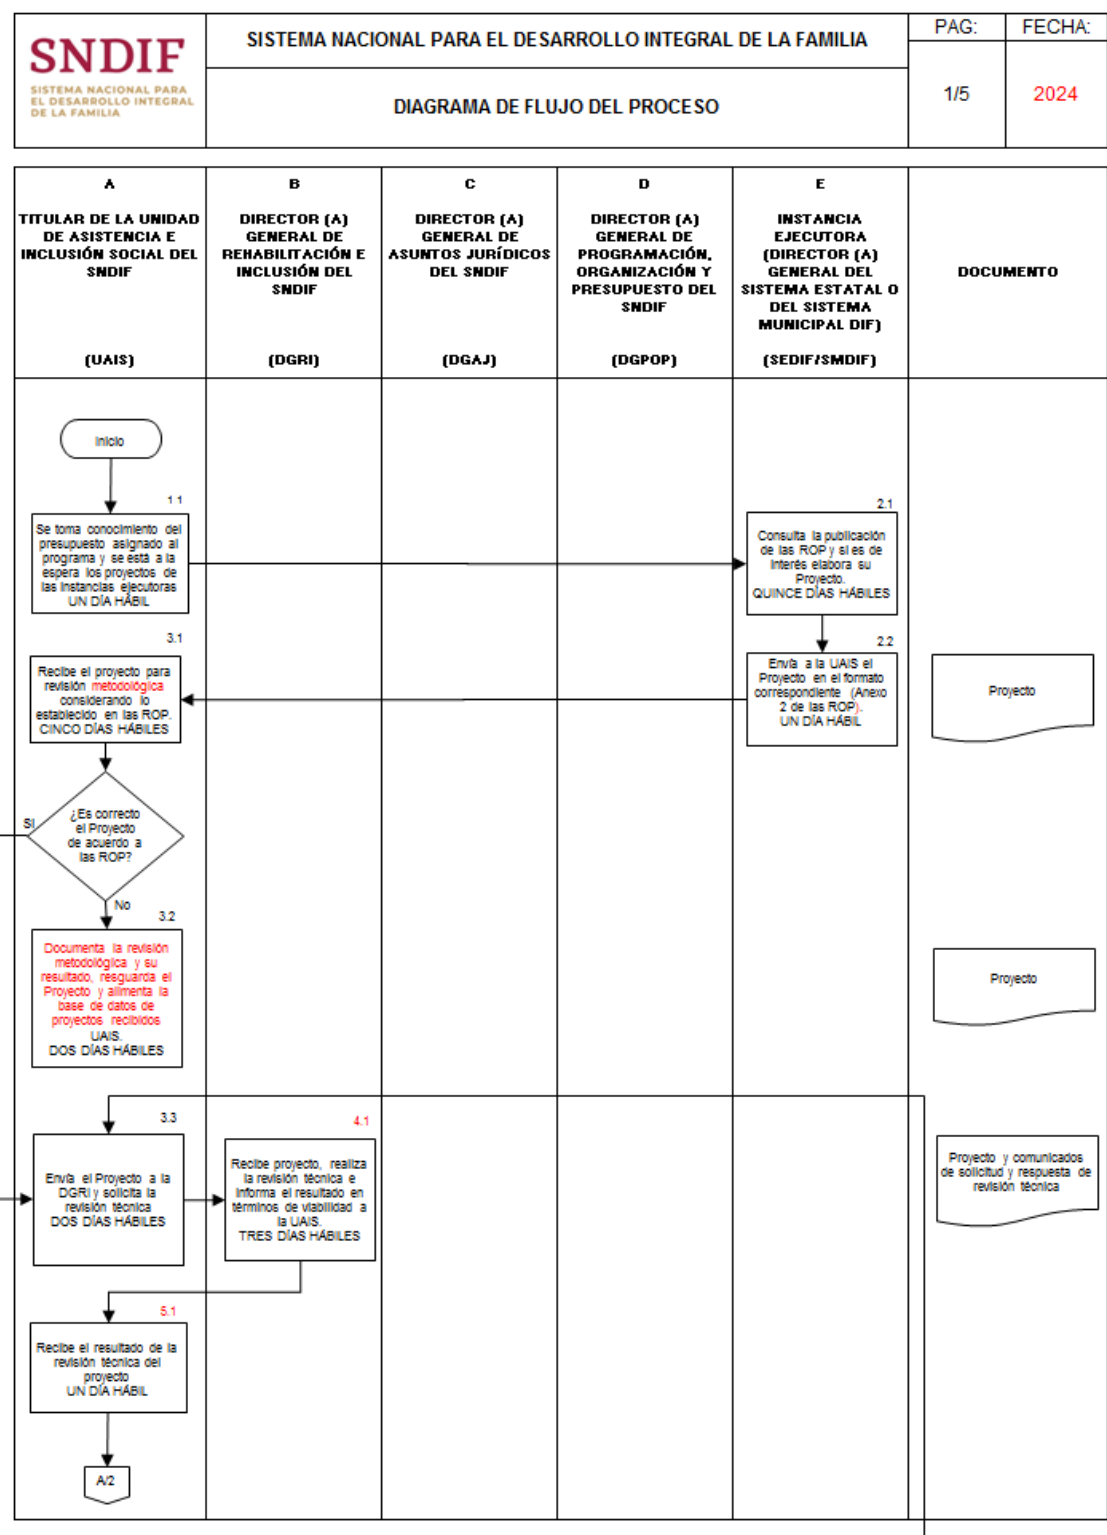 SNDIF
SISTEMA NACIONAL PARA
EL DESARROLLO INTEGRAL
DE LA FAMILIA
SISTEMA NACIONAL PARA EL DESARROLLO INTEGRAL DE LA FAMILIA
DIAGRAMA DE FLUJO DEL PROCESO
PAG:
FECHA:
1/5
2024
A
TITULAR DE LA UNIDAD
DE ASISTENCIA E
INCLUSIÓN SOCIAL DEL
SNDIF
(UAIS)
B
DIRECTOR (A)
GENERAL DE
REHABILITACIÓN E
INCLUSIÓN DEL
SNDIF
(DGRI)
C
DIRECTOR (A)
GENERAL DE
ASUNTOS JURÍDICOS
DEL SNDIF
(DGAJ)
D
DIRECTOR (A)
GENERAL DE
PROGRAMACIÓN,
ORGANIZACIÓN Y
PRESUPUESTO DEL
SNDIF
(DGPOP)
E
INSTANCIA
EJECUTORA
(DIRECTOR (A)
GENERAL DEL
SISTEMA ESTATAL O
DEL SISTEMA
MUNICIPAL DIF)
(SEDIF/SMDIF)
DOCUMENTO
Inicio
1.1
Se toma conocimiento del
presupuesto asignado al
programa y se está a la
espera los proyectos de
las instancias ejecutoras
UN DÍA HÁBIL
2.1
Consulta la publicación
de las ROP y si es de
interés elabora su
Proyecto.
QUINCE DÍAS HÁBILES
3.1
Recibe el proyecto para
revisión metodológica
considerando lo
establecido en las ROP.
CINCO DÍAS HÁBILES
2.2
Envía a la UAIS el
Proyecto en el formato
correspondiente (Anexo
2 de las ROP).
UN DÍA HÁBIL
Proyecto
SI
¿Es correcto
el Proyecto
de acuerdo a
las ROP?
No
3.2
Documenta la revisión
metodológica y su
resultado, resguarda el
Proyecto y alimenta la
base de datos de
proyectos recibidos
UAIS.
DOS DÍAS HÁBILES
Proyecto
3.3
Envía el Proyecto a la
DGRI y solicita la
revisión técnica
DOS DÍAS HÁBILES
4.1
Recibe proyecto, realiza
la revisión técnica e
informa el resultado en
términos de viabilidad a
la UAIS.
TRES DÍAS HÁBILES
Proyecto y comunicados
de solicitud y respuesta de
revisión técnica
5.1
Recibe el resultado de la
revisión técnica del
proyecto
UN DÍA HÁBIL
A/2